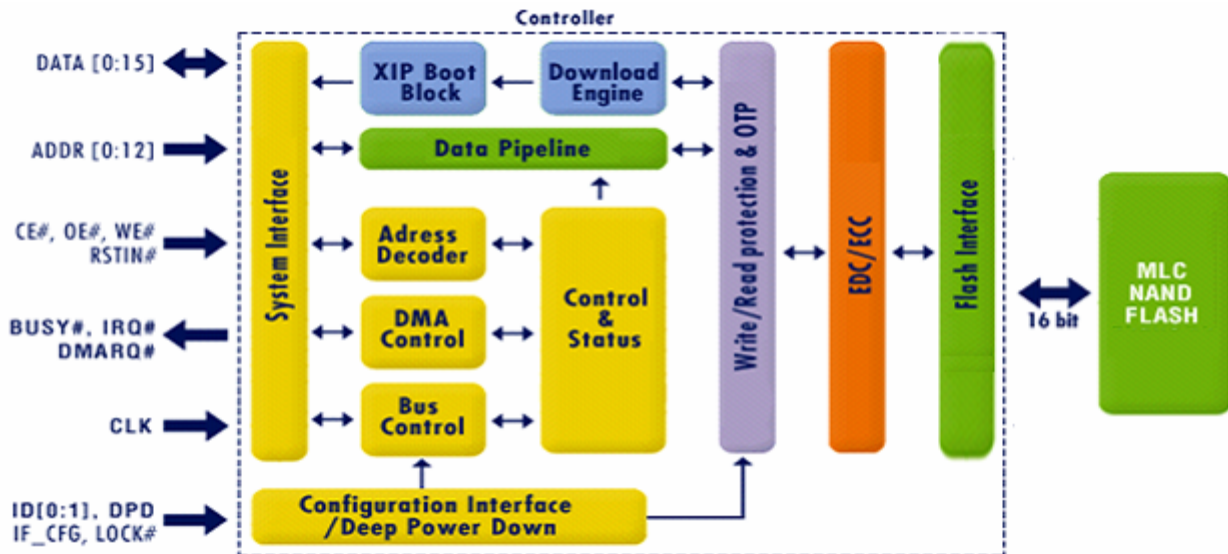 Controller
DATA [0:15]
XIP Boot
Block
Download
Engine
ADDR [0:12]
Data Pipeline
CE#, OE#, WE#
RSTIN#
System Interface
Adress
Decoder
Control
&
Status
Write/Read protection & OTP
EDC/ECC
Flash Interface
16 bit
MLC
NAND
FLASH
BUSY#, IRQ#
DMARQ#
DMA
Control
CLK
Bus
Control
ID[0:1], DPD
IF_CFG, LOCK#
Configuration Interface
/Deep Power Down